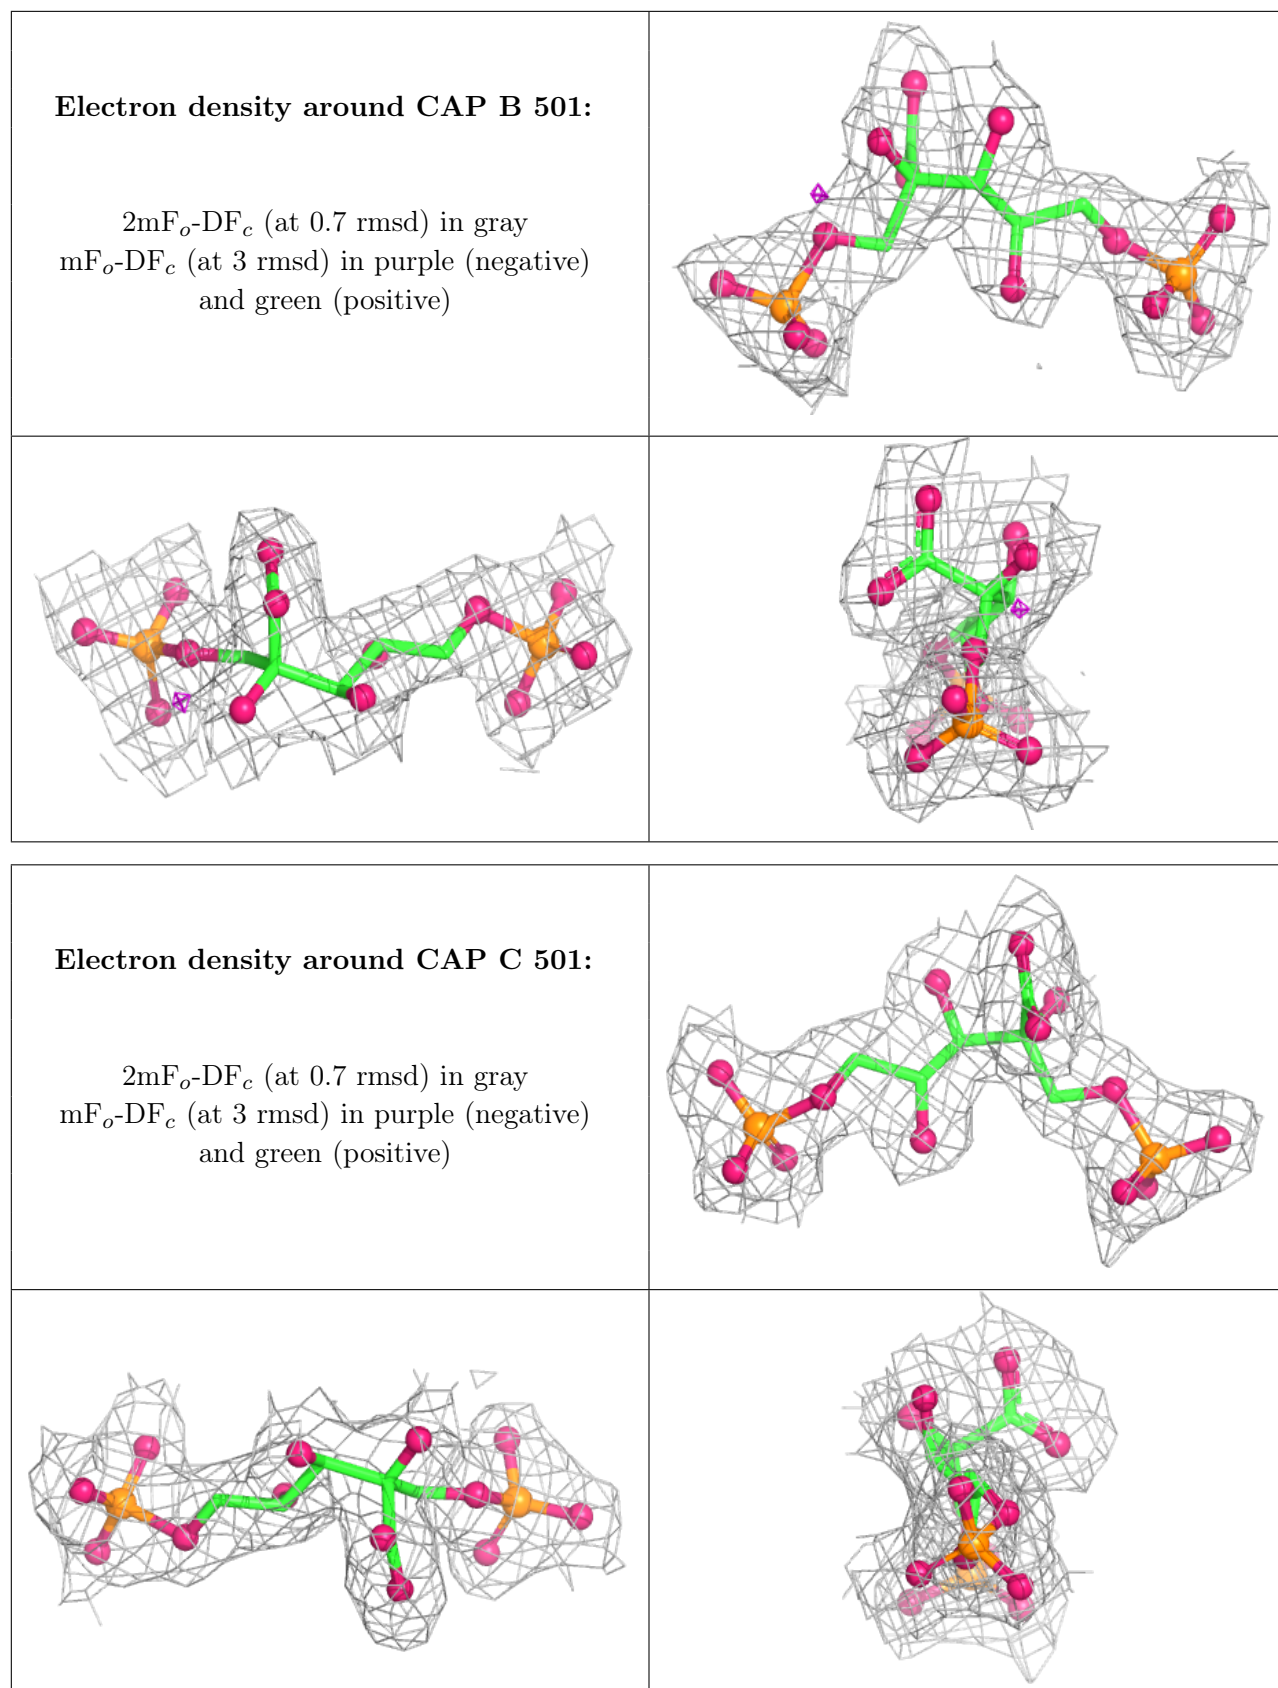 Electron density around CAP B 501:
2mFo-DFc (at 0.7 rmsd) in gray
mFo-DFc (at 3 rmsd) in purple (negative)
and green (positive)
Electron density around CAP C 501:
2mFo-DFc (at 0.7 rmsd) in gray
mFo-DFc (at 3 rmsd) in purple (negative)
and green (positive)